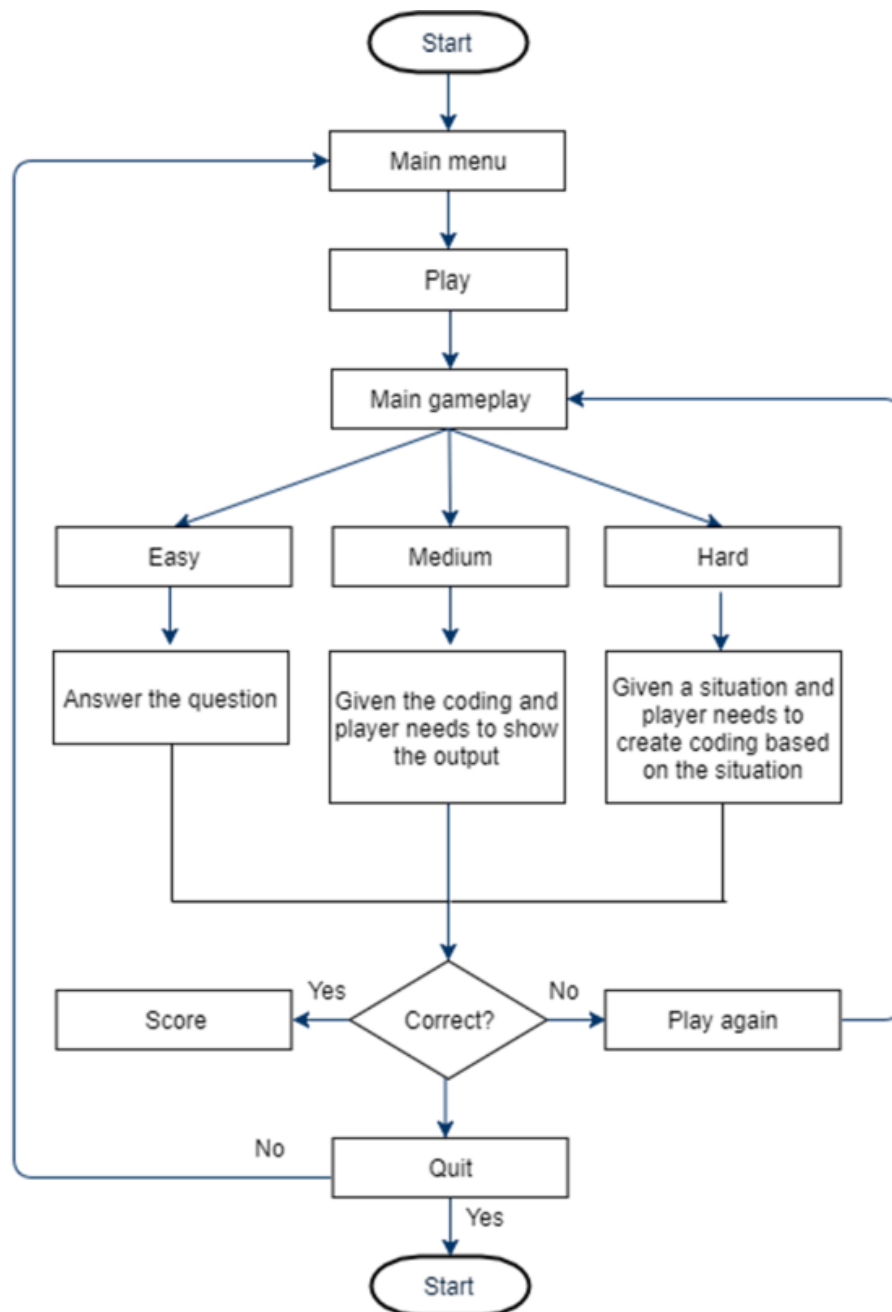 Start
Main menu
Play
Main gameplay
Easy
Medium
Hard
Answer the question
Given the coding and
player needs to show
the output
Given a situation and
player needs to
create coding based
on the situation
Yes
No
Score
Correct?
Play again
No
Quit
Yes
Start